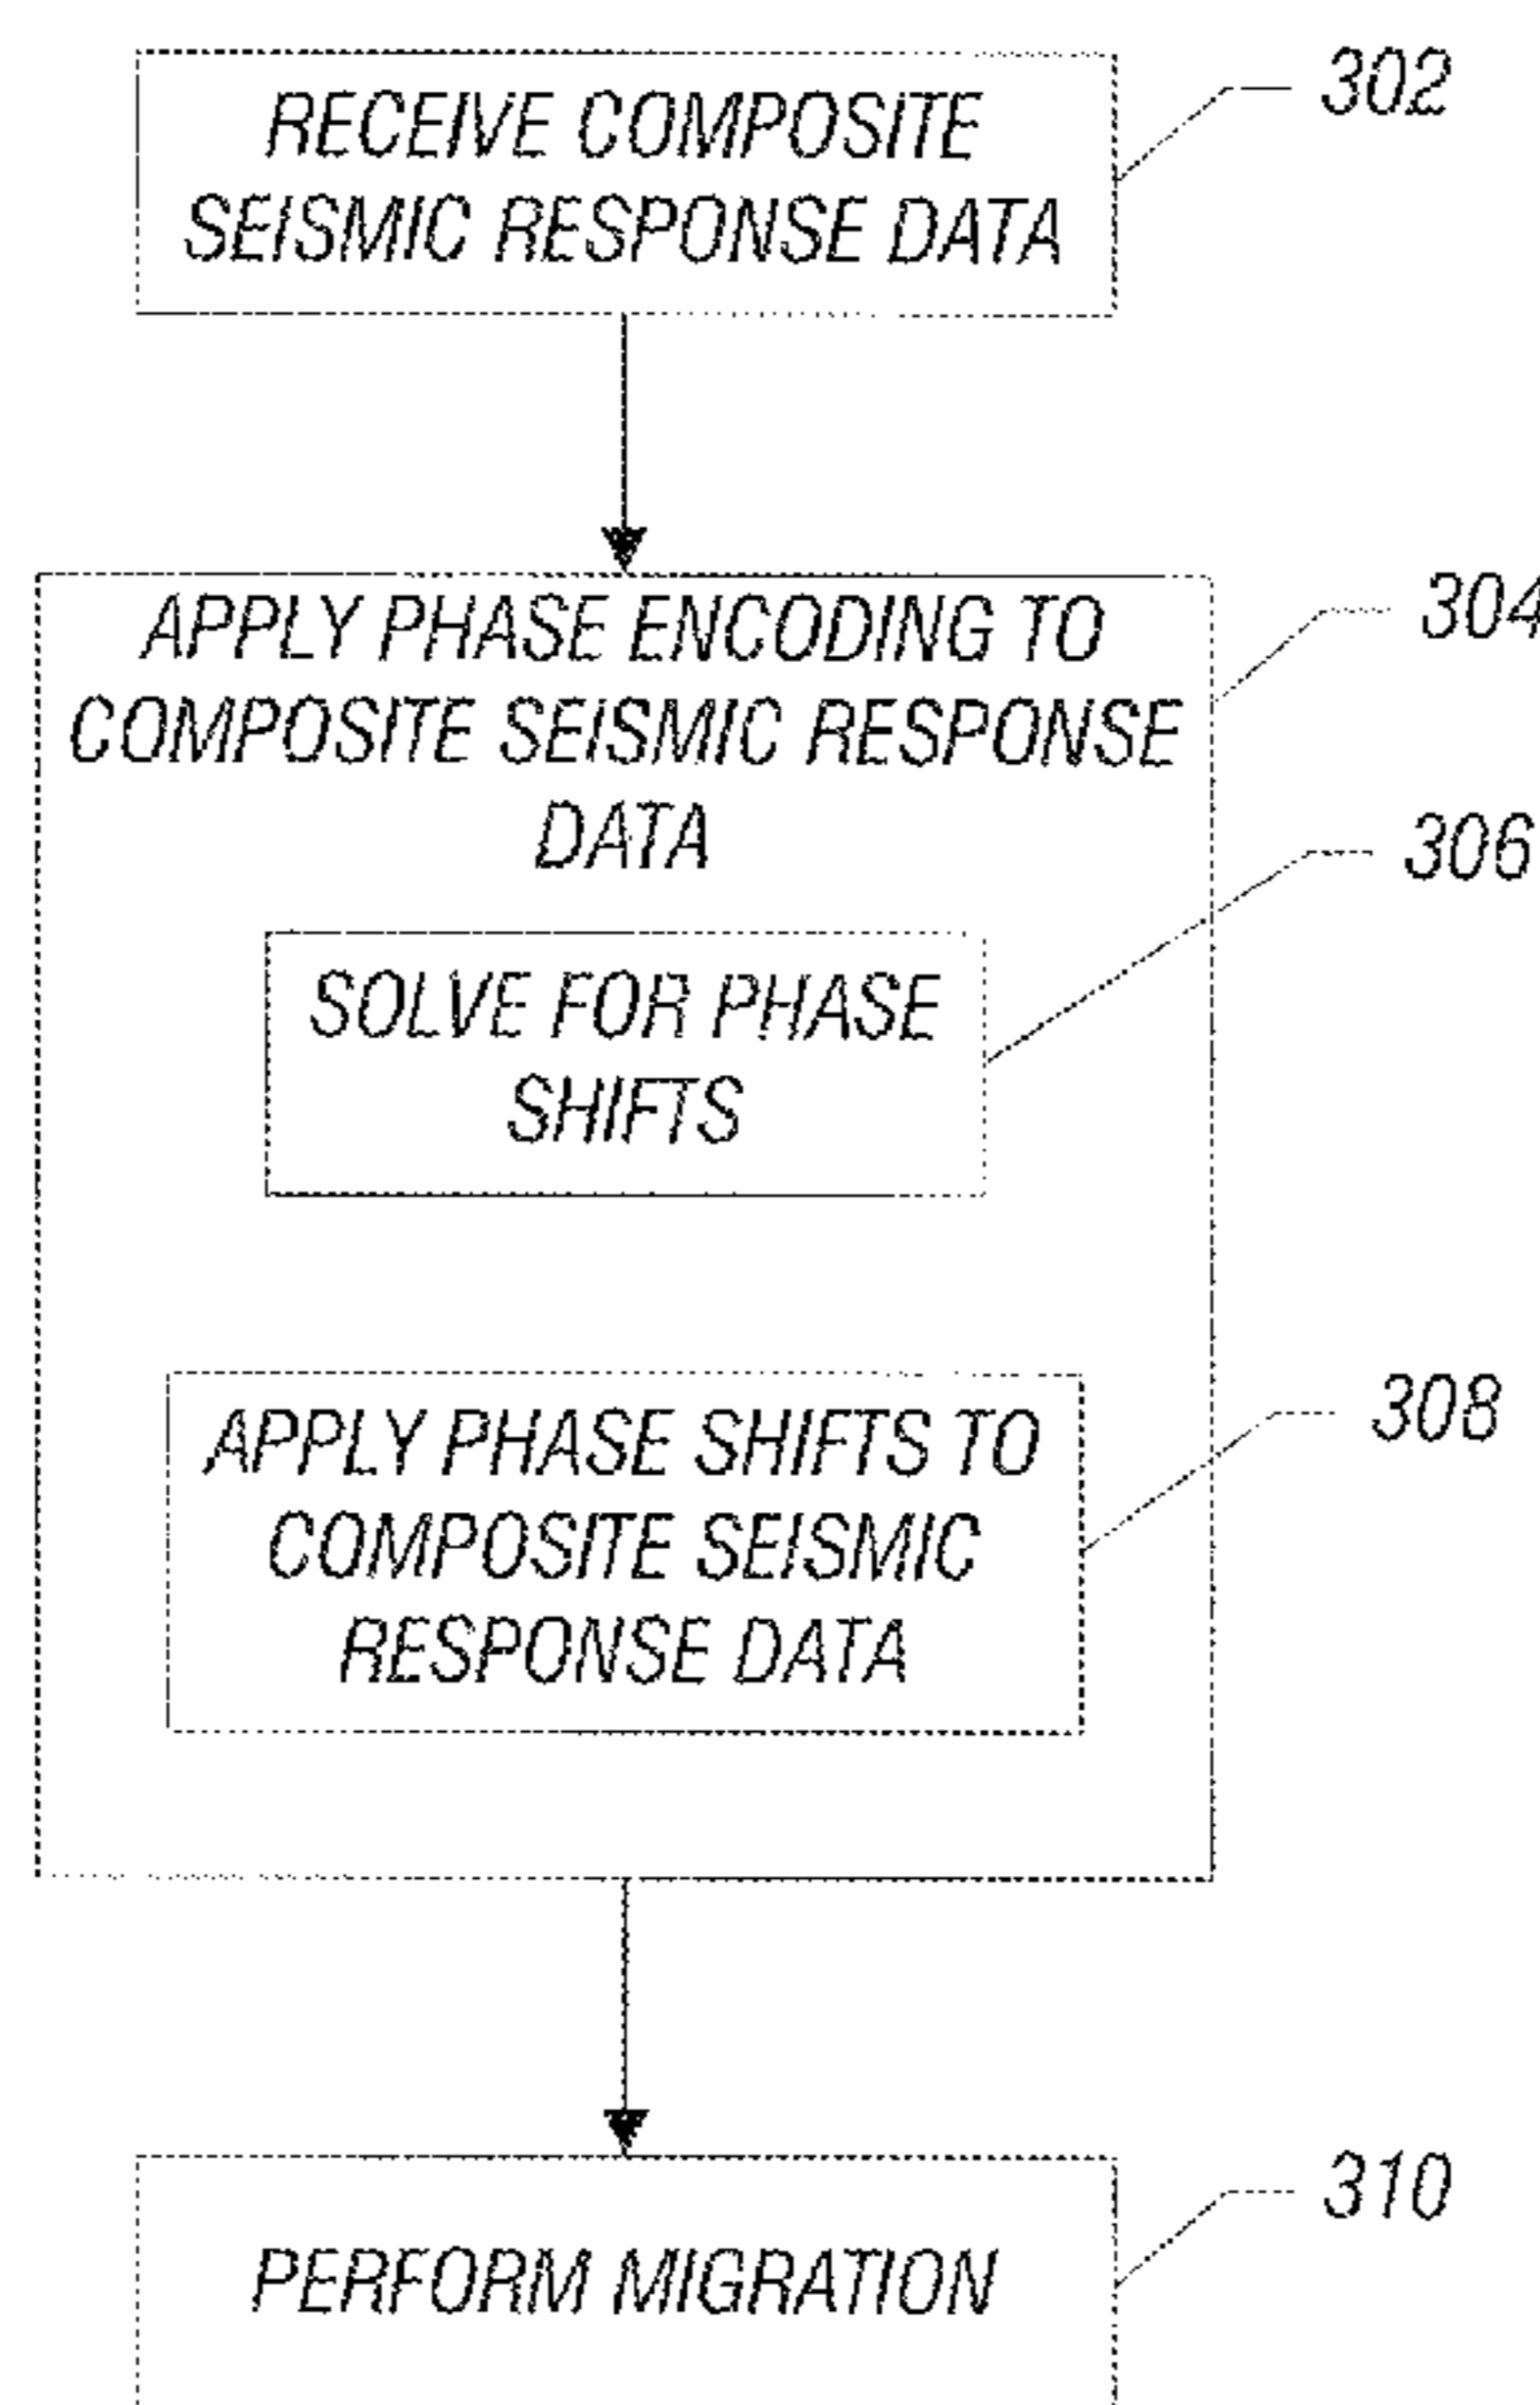 RECEIVE COMPOSITE
SEISMIC RESPONSE DATA
302
APPLY PHASE ENCODING TO
COMPOSITE SEISMIC RESPONSE
DATA
304
306
SOLVE FOR PHASE
SHIFTS
APPLY PHASE SHIFTS TO
COMPOSITE SEISMIC
RESPONSE DATA
308
PERFORM MIGRATION
310